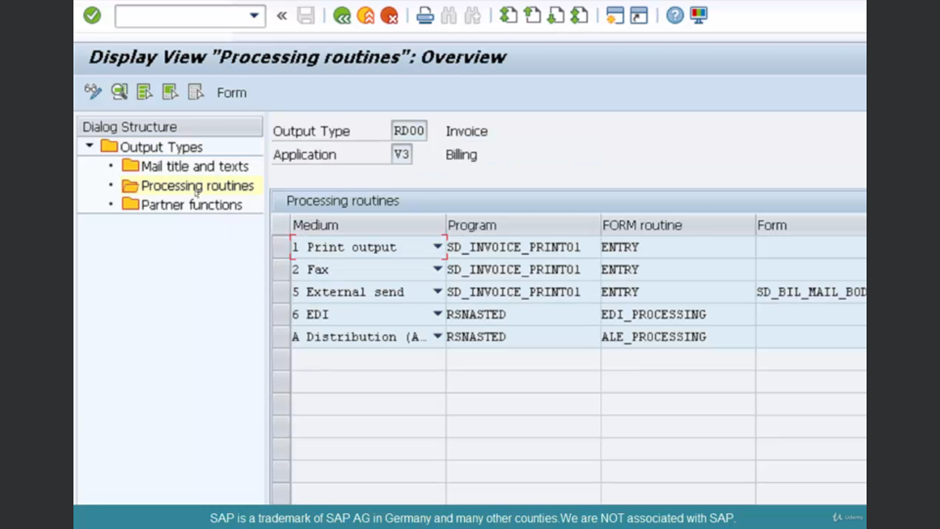 Display View "Processing routines": Overview
Form
Dialog Structure
Output Types
Mail title and texts
Processing routines
Partner functions
Output Type RD00 Invoice
Application V3 Billing
Processing routines
Medium Program FORM routine Form
1 Print output SD_INVOICE_PRINT01 ENTRY
2 Fax SD_INVOICE_PRINT01 ENTRY
5 External send SD_INVOICE_PRINT01 ENTRY SD_BIL_MAIL_BOD
6 EDI RSNASTED EDI_PROCESSING
A Distribution (A… RSNASTED ALE_PROCESSING
SAP is a trademark of SAP AG in Germany and many other counties.We are NOT associated with SAP.
Udemy